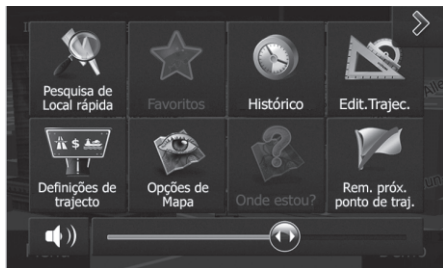 Pesquisa de
Local rápida
Favoritos
Histórico
Edit.Trajec.
$
Definições de
trajecto
Opções de
Mapa
Onde estou?
Rem. próx.
ponto de traj.